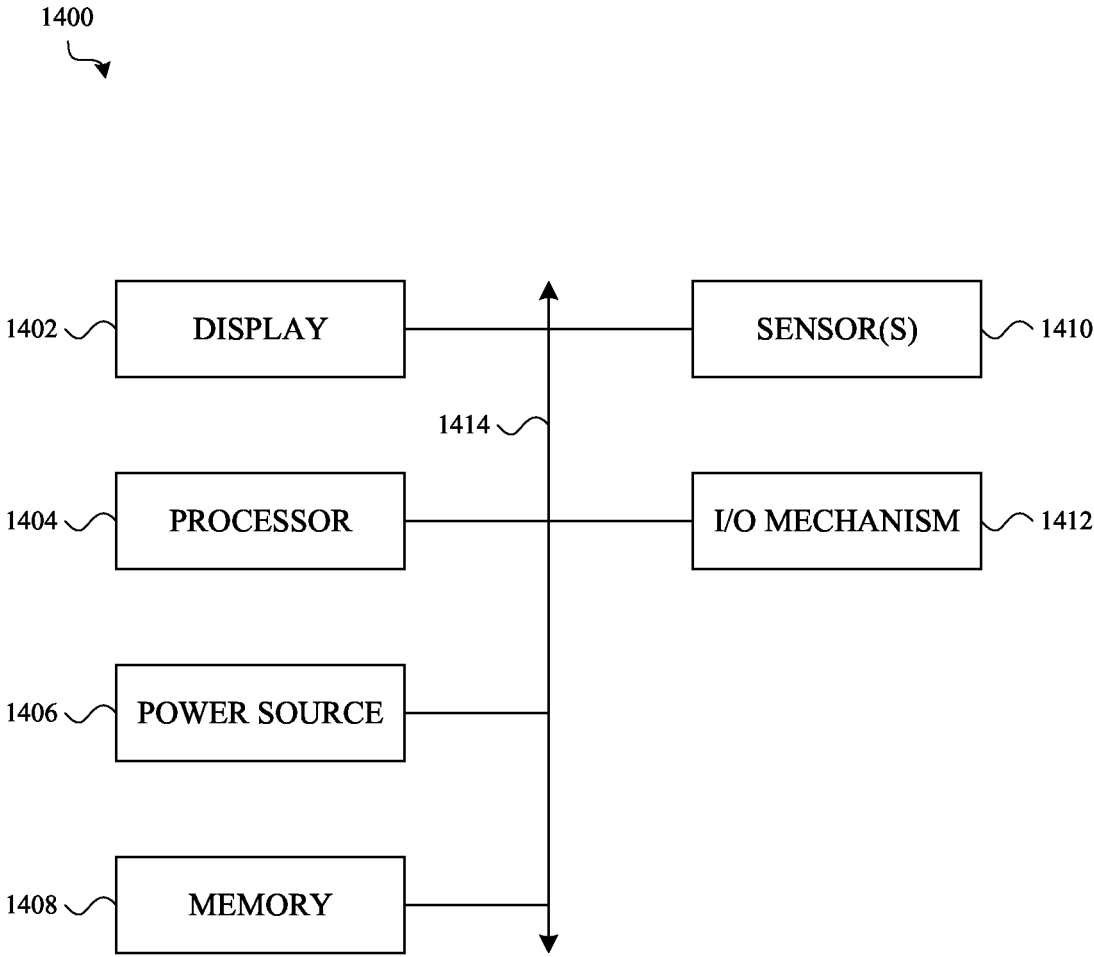 1400
1402 DISPLAY
SENSOR(S) 1410
1414
1404 PROCESSOR
I/O MECHANISM 1412
1406 POWER SOURCE
1408 MEMORY